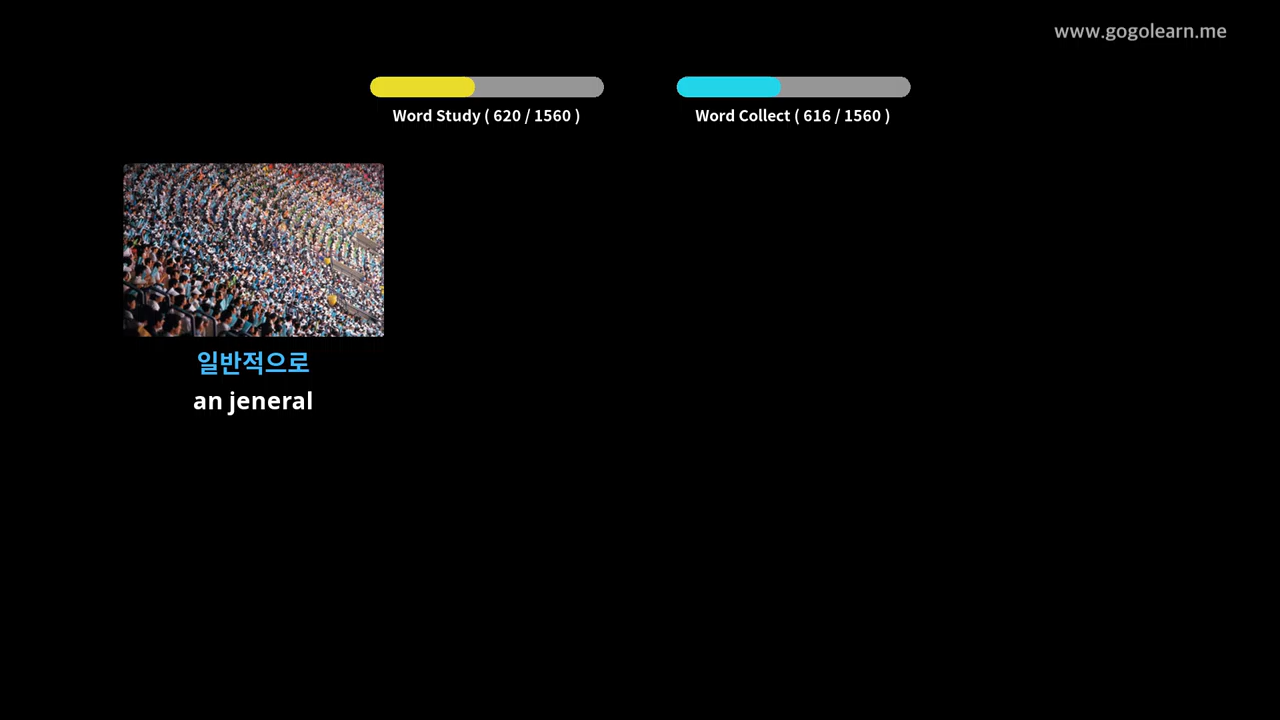 www.gogolearn.me
Word Study ( 620 / 1560 )
Word Collect ( 616 / 1560 )
일반적으로
an jeneral